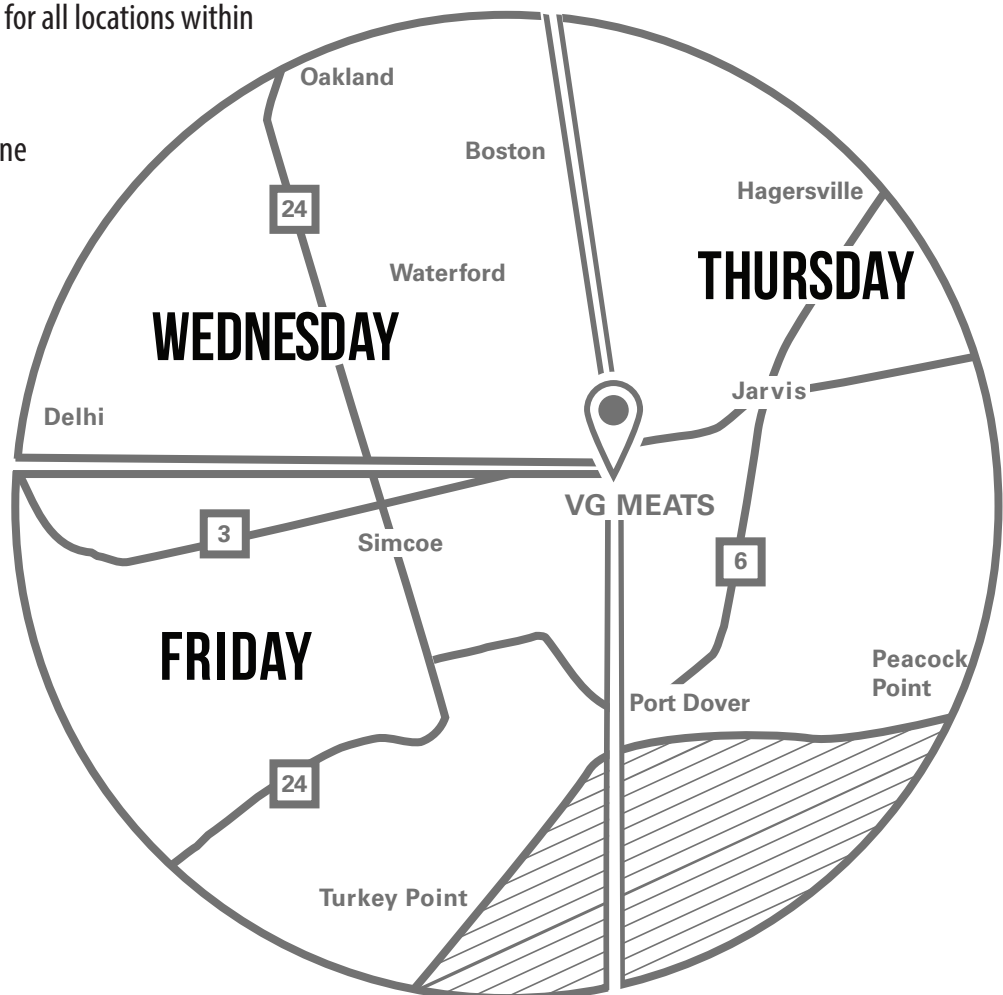 for all locations within
Oakland
ne
Boston
24
Hagersville
Waterford
THURSDAY
WEDNESDAY
Jarvis
Delhi
VG MEATS
3
Simcoe
6
FRIDAY
Peacock
Point
Port Dover
24
Turkey Point